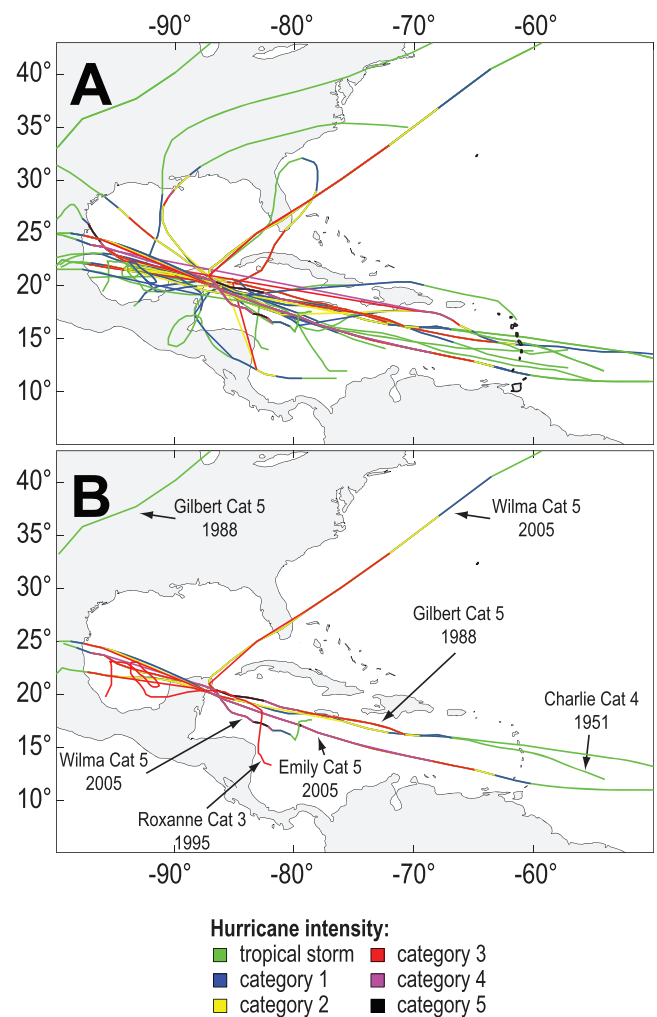 -90° -80° -70° -60°
A
40°
35°
30°
25°
20°
15°
10°
B
40°
Gilbert Cat 5
1988
Wilma Cat 5
2005
35°
30°
Gilbert Cat 5
1988
25°
Charlie Cat 4
1951
20°
Wilma Cat 5
2005
Emily Cat 5
2005
15°
Roxanne Cat 3
1995
10°
-90° -80° -70° -60°
Hurricane intensity:
tropical storm category 3
category 1 category 4
category 2 category 5